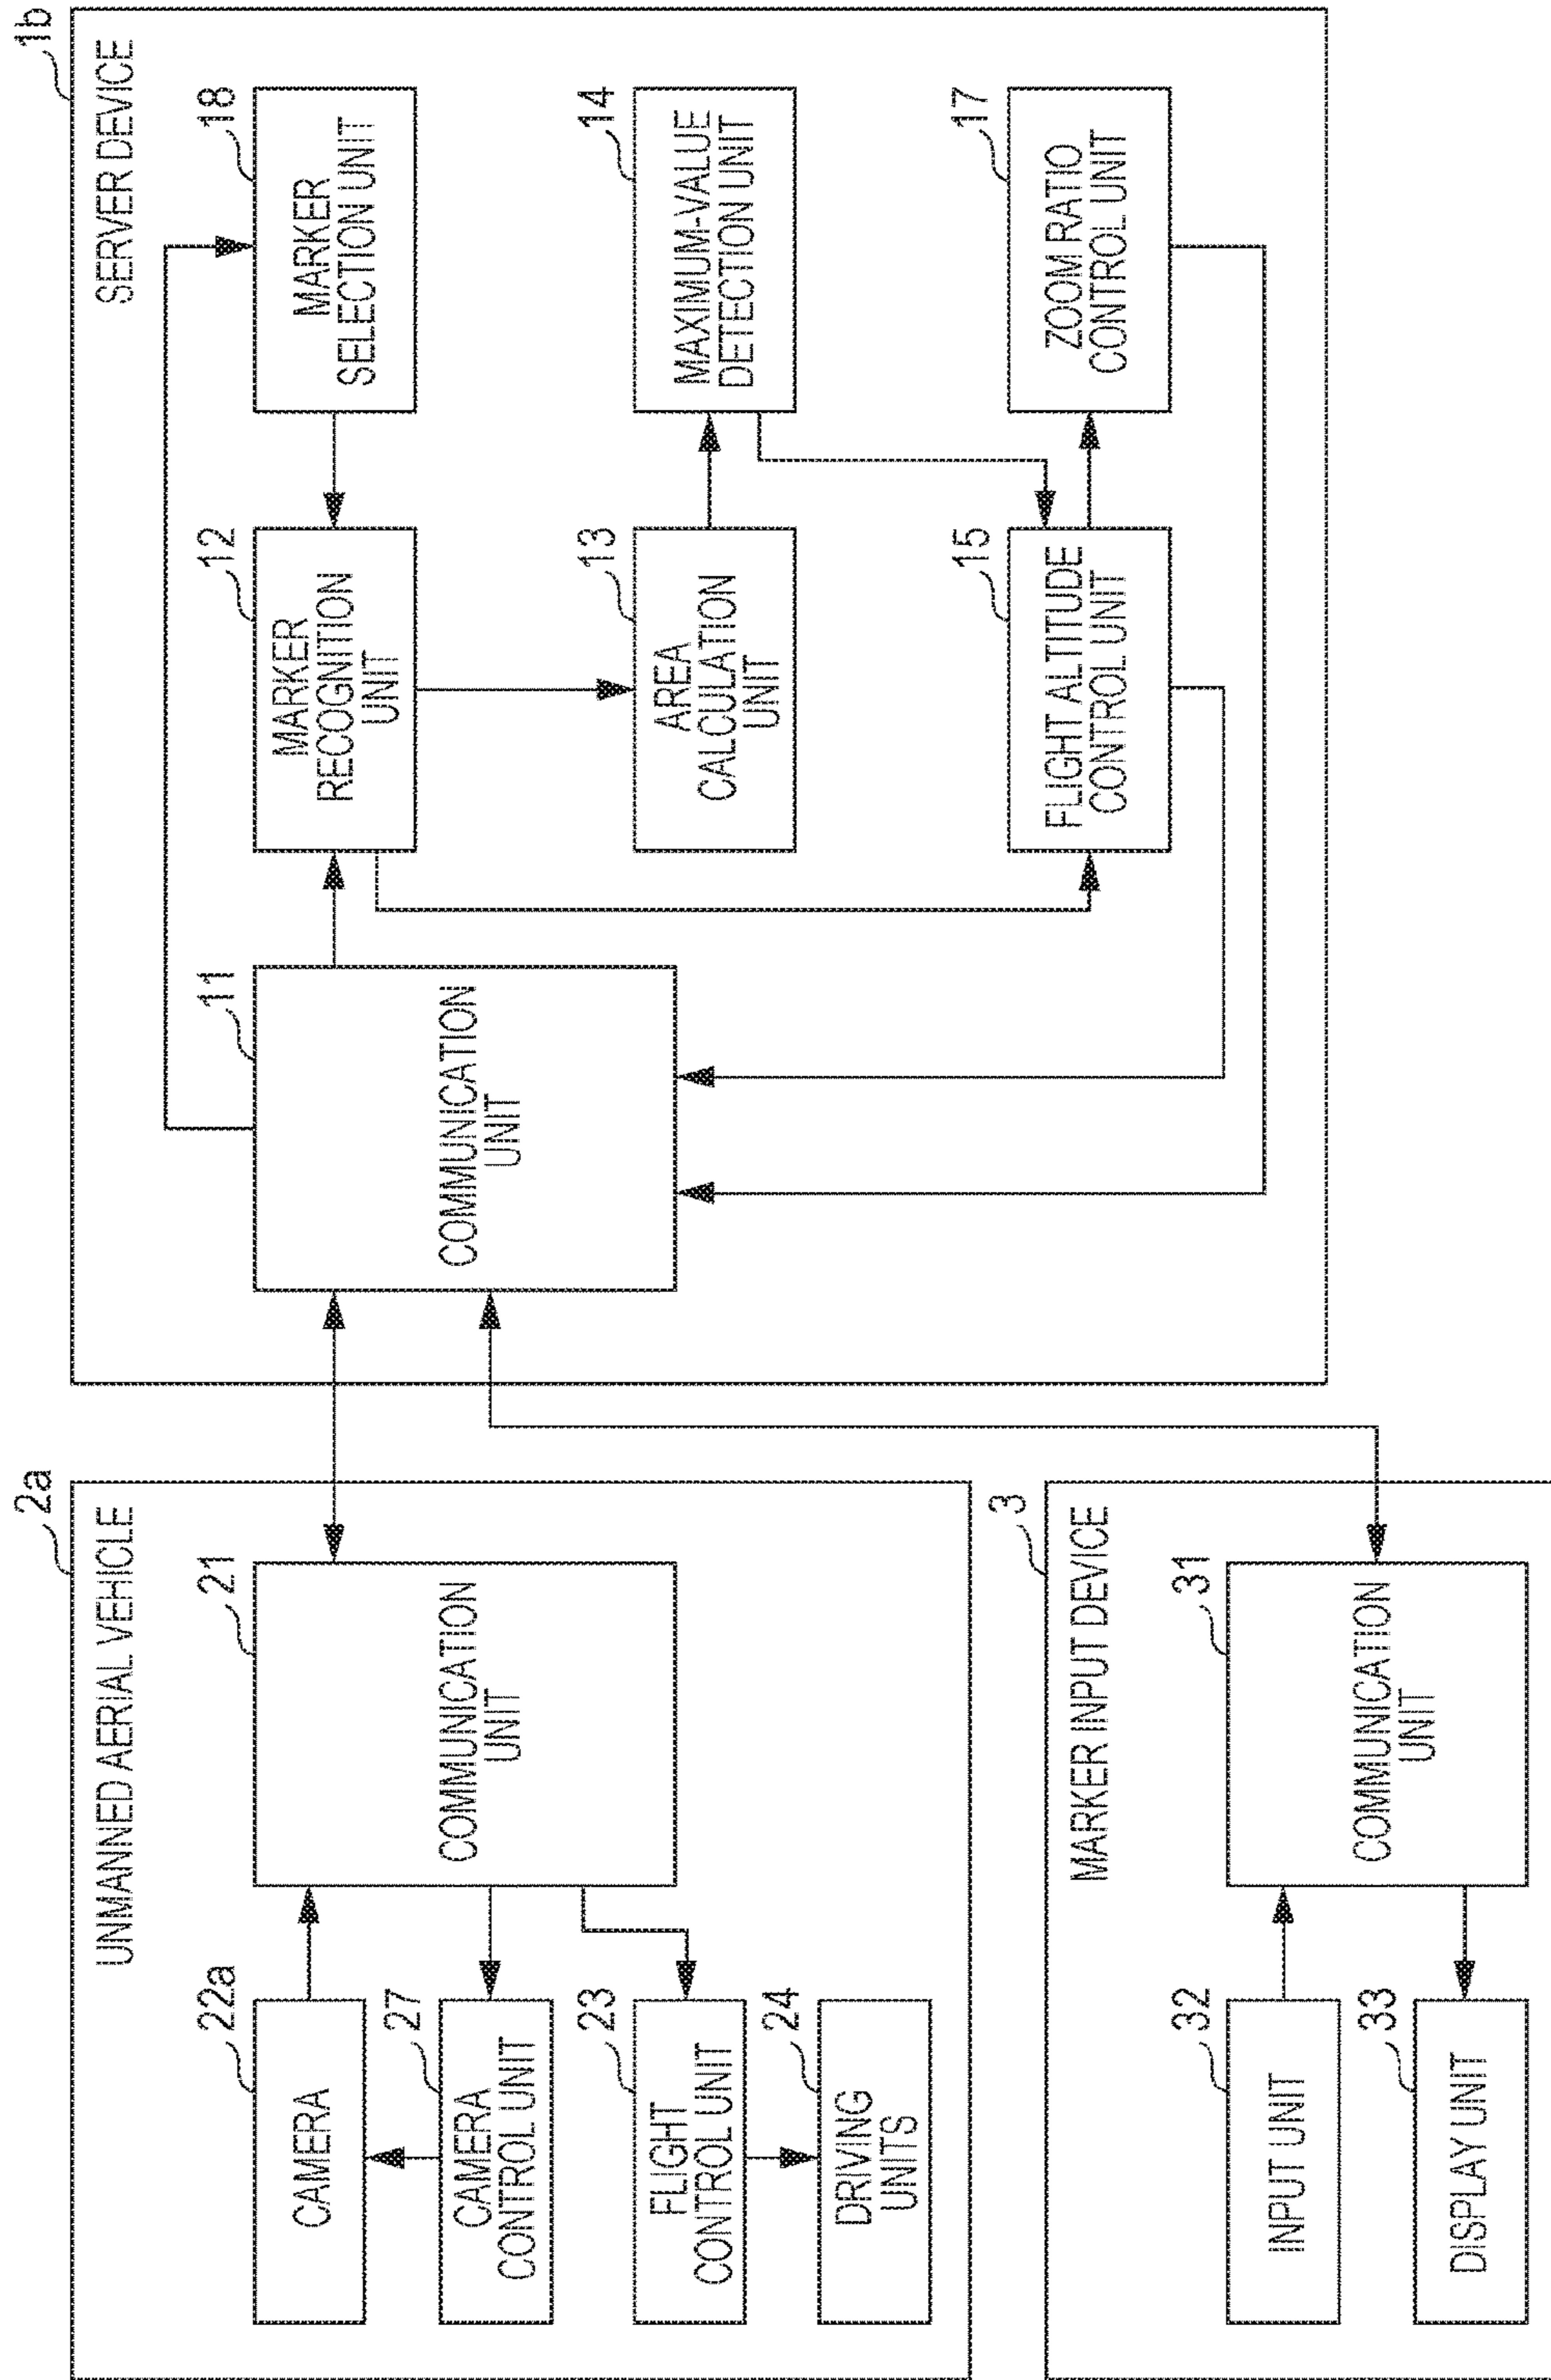 2a
UNMANNED AERIAL VEHICLE
22a
CAMERA
27
CAMERA
CONTROL UNIT
23
FLIGHT
CONTROL UNIT
24
DRIVING
UNITS
21
COMMUNICATION
UNIT
3
MARKER INPUT DEVICE
32
INPUT UNIT
33
DISPLAY UNIT
31
COMMUNICATION
UNIT
1b
SERVER DEVICE
11
COMMUNICATION
UNIT
12
MARKER
RECOGNITION
UNIT
18
MARKER
SELECTION UNIT
13
AREA
CALCULATION
UNIT
14
MAXIMUM-VALUE
DETECTION UNIT
15
FLIGHT ALTITUDE
CONTROL UNIT
17
ZOOM RATIO
CONTROL UNIT